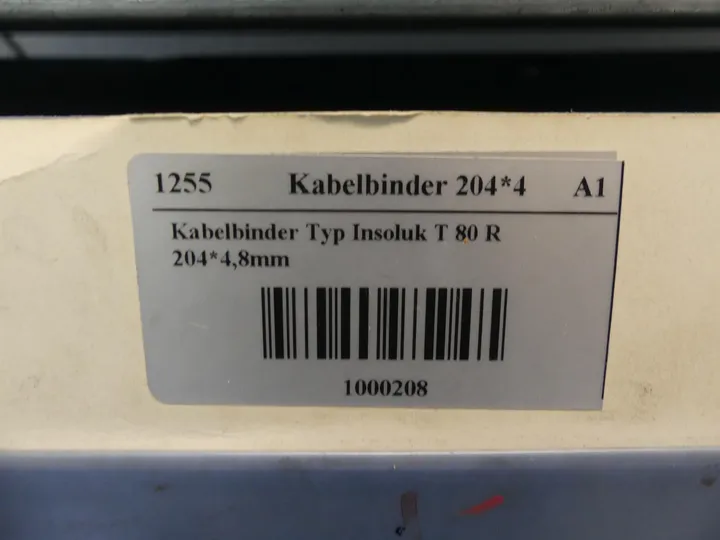 1255 Kabelbinder 204*4 A1
Kabelbinder Typ Insoluk T 80 R
204*4,8mm
1000208